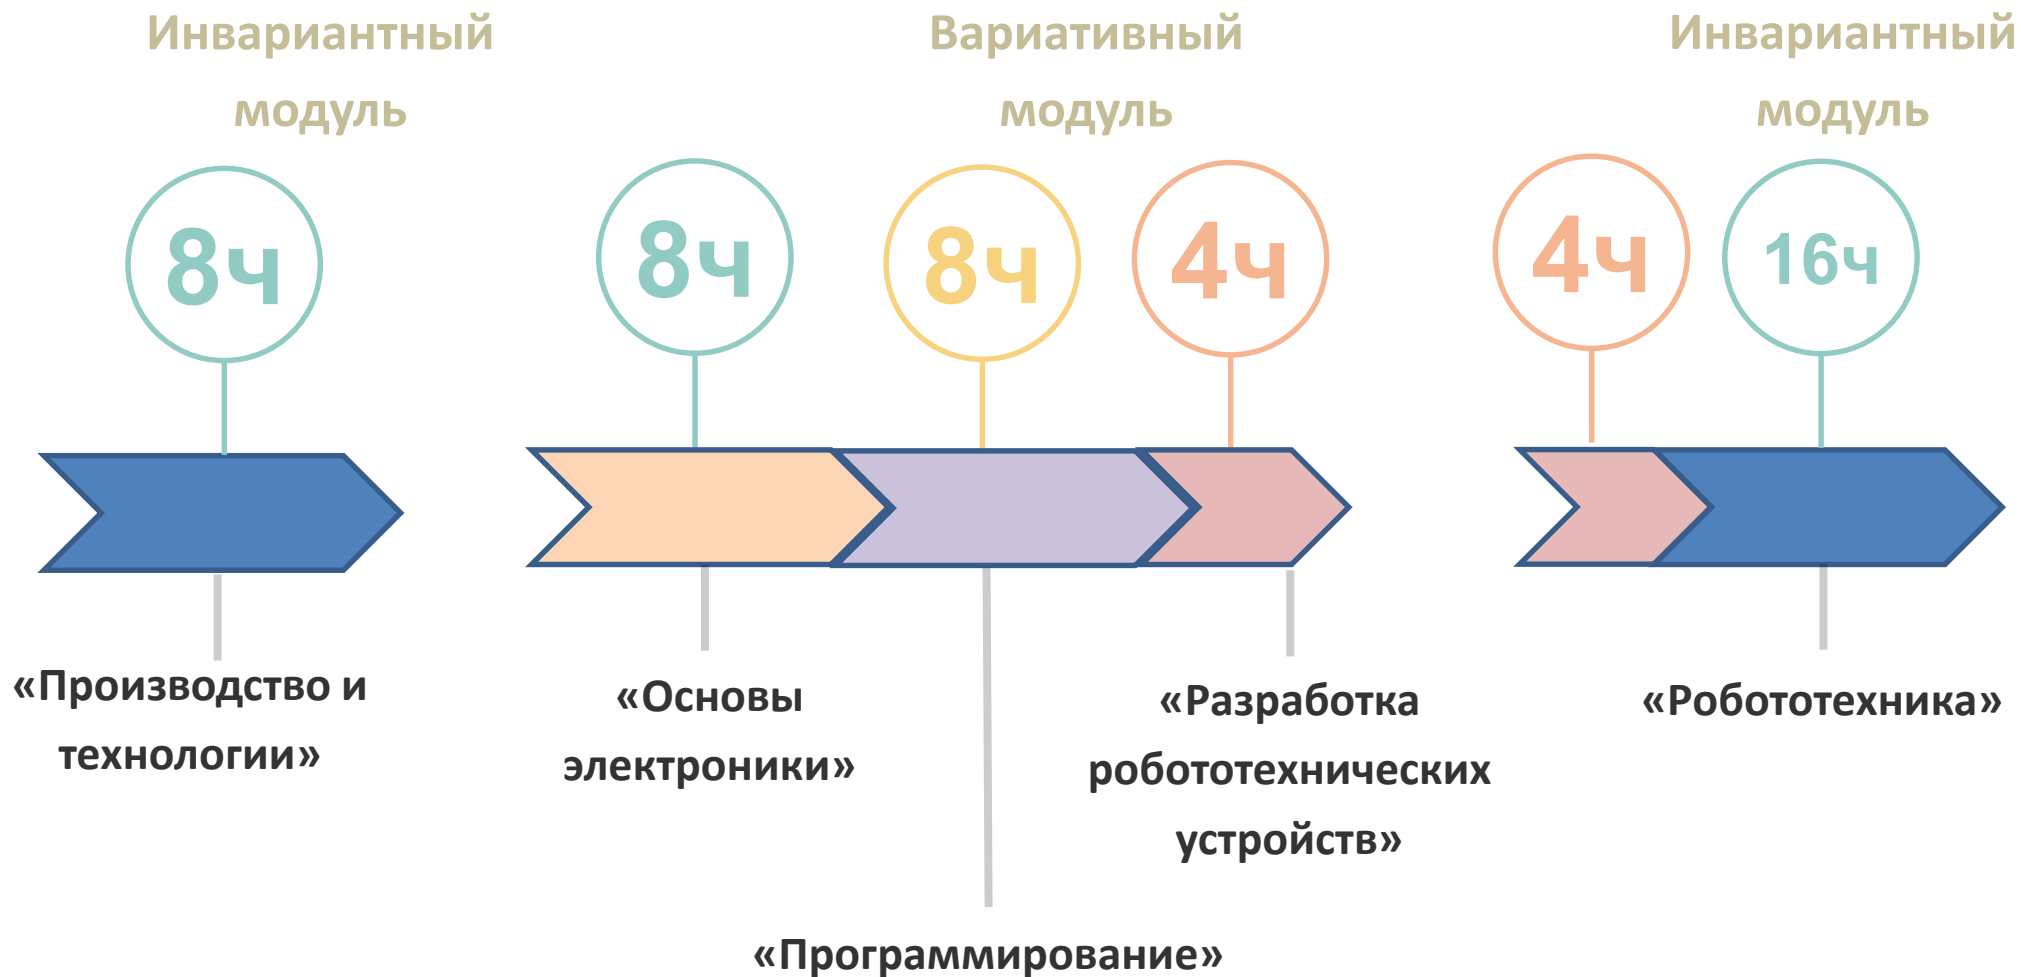 Инвариантный
модуль
Вариативный
модуль
Инвариантный
модуль
8ч
8ч
8ч
4ч
4ч
16ч
«Производство и
технологии»
«Основы
электроники»
«Разработка
робототехнических
устройств»
«Робототехника»
«Программирование»